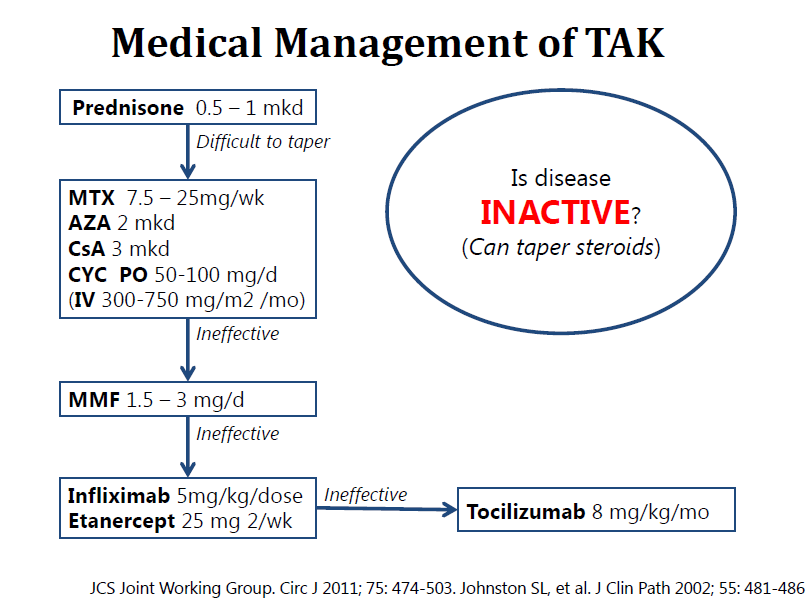 Medical Management of TAK
Prednisone 0.5 – 1 mkd
Difficult to taper
MTX 7.5 – 25mg/wk
AZA 2 mkd
CsA 3 mkd
CYC PO 50-100 mg/d
(IV 300-750 mg/m2 /mo)
Ineffective
MMF 1.5 – 3 mg/d
Ineffective
Infliximab 5mg/kg/dose
Etanercept 25 mg 2/wk
Ineffective
Tocilizumab 8 mg/kg/mo
Is disease
INACTIVE?
(Can taper steroids)
JCS Joint Working Group. Circ J 2011; 75: 474-503. Johnston SL, et al. J Clin Path 2002; 55: 481-486